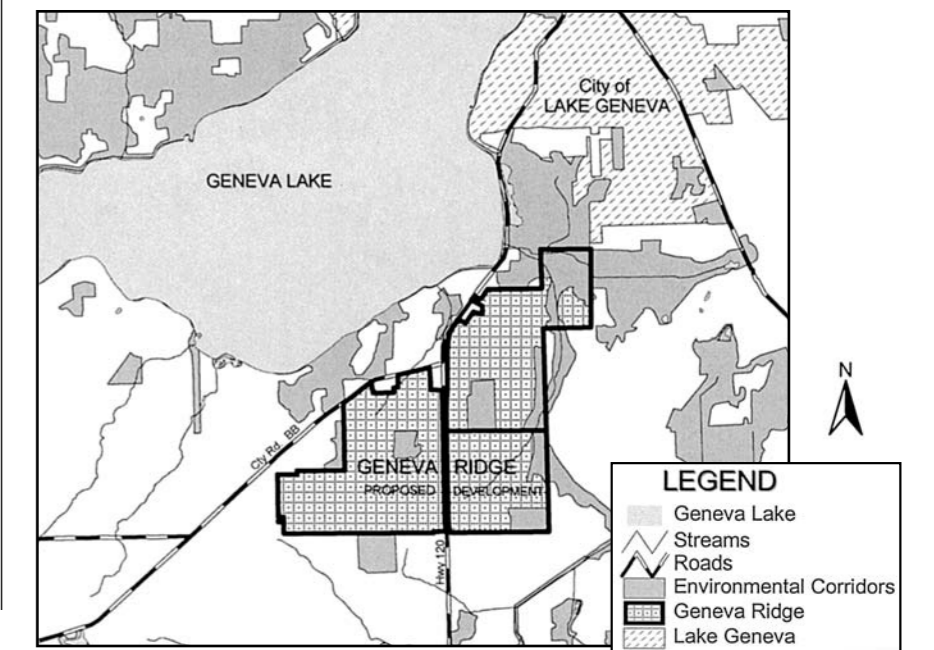 City of
LAKE GENEVA
GENEVA LAKE
N
Cty Rd. BB
GENEVA RIDGE
PROPOSED DEVELOPMENT
Hwy 120
LEGEND
Geneva Lake
Streams
Roads
Environmental Corridors
Geneva Ridge
Lake Geneva